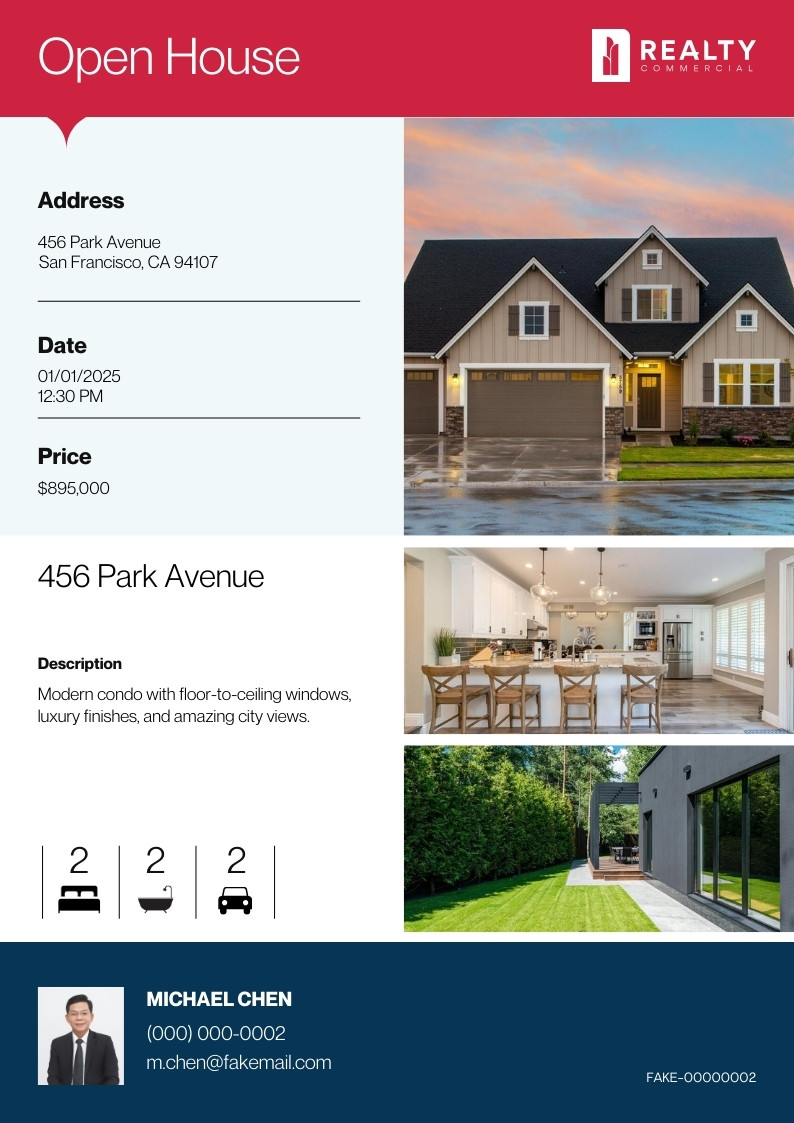 Open House
REALTY
COMMERCIAL
Address
456 Park Avenue
San Francisco, CA 94107
Date
01/01/2025
12:30 PM
Price
$895,000
456 Park Avenue
Description
Modern condo with floor-to-ceiling windows,
luxury finishes, and amazing city views.
2 2 2
MICHAEL CHEN
(000) 000-0002
m.chen@fakemail.com
FAKE-00000002